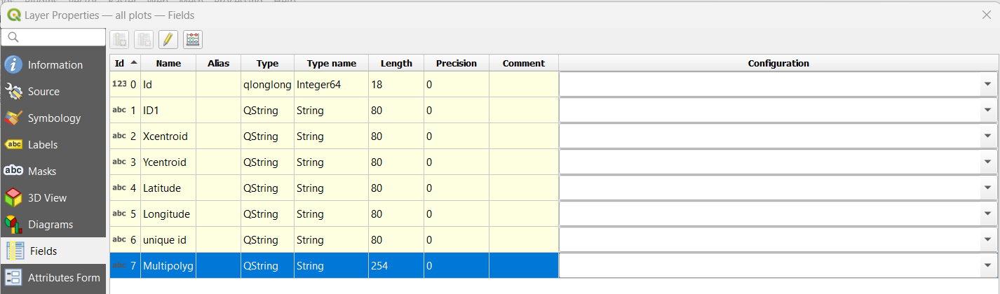 Layer Properties — all plots — Fields
Information
Source
Symbology
abc Labels
abc Masks
3D View
Diagrams
Fields
Attributes Form
Id Name Alias Type Type name Length Precision Comment Configuration
123 0 Id qlonglong Integer64 18 0
abc 1 ID1 QString String 80 0
abc 2 Xcentroid QString String 80 0
abc 3 Ycentroid QString String 80 0
abc 4 Latitude QString String 80 0
abc 5 Longitude QString String 80 0
abc 6 unique id QString String 80 0
abc 7 Multipolyg QString String 254 0